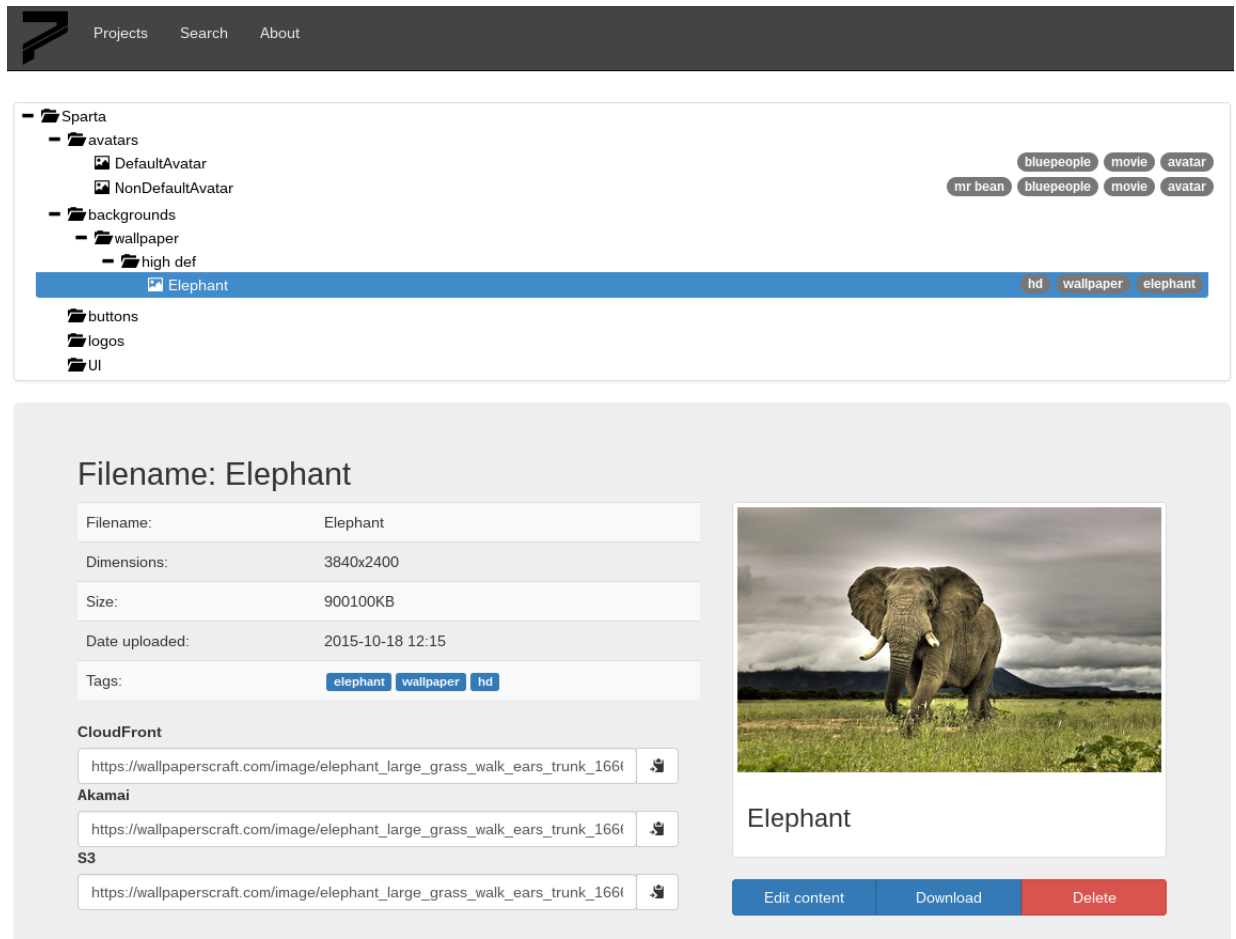 Projects Search About
Sparta
avatars
DefaultAvatar bluepeople movie avatar
NonDefaultAvatar mr bean bluepeople movie avatar
backgrounds
wallpaper
high def
Elephant hd wallpaper elephant
buttons
logos
UI
Filename: Elephant
Filename: Elephant
Dimensions: 3840x2400
Size: 900100KB
Date uploaded: 2015-10-18 12:15
Tags: elephant wallpaper hd
CloudFront
https://wallpaperscraft.com/image/elephant_large_grass_walk_ears_trunk_1666
Akamai
https://wallpaperscraft.com/image/elephant_large_grass_walk_ears_trunk_1666
S3
https://wallpaperscraft.com/image/elephant_large_grass_walk_ears_trunk_1666
Elephant
Edit content Download Delete